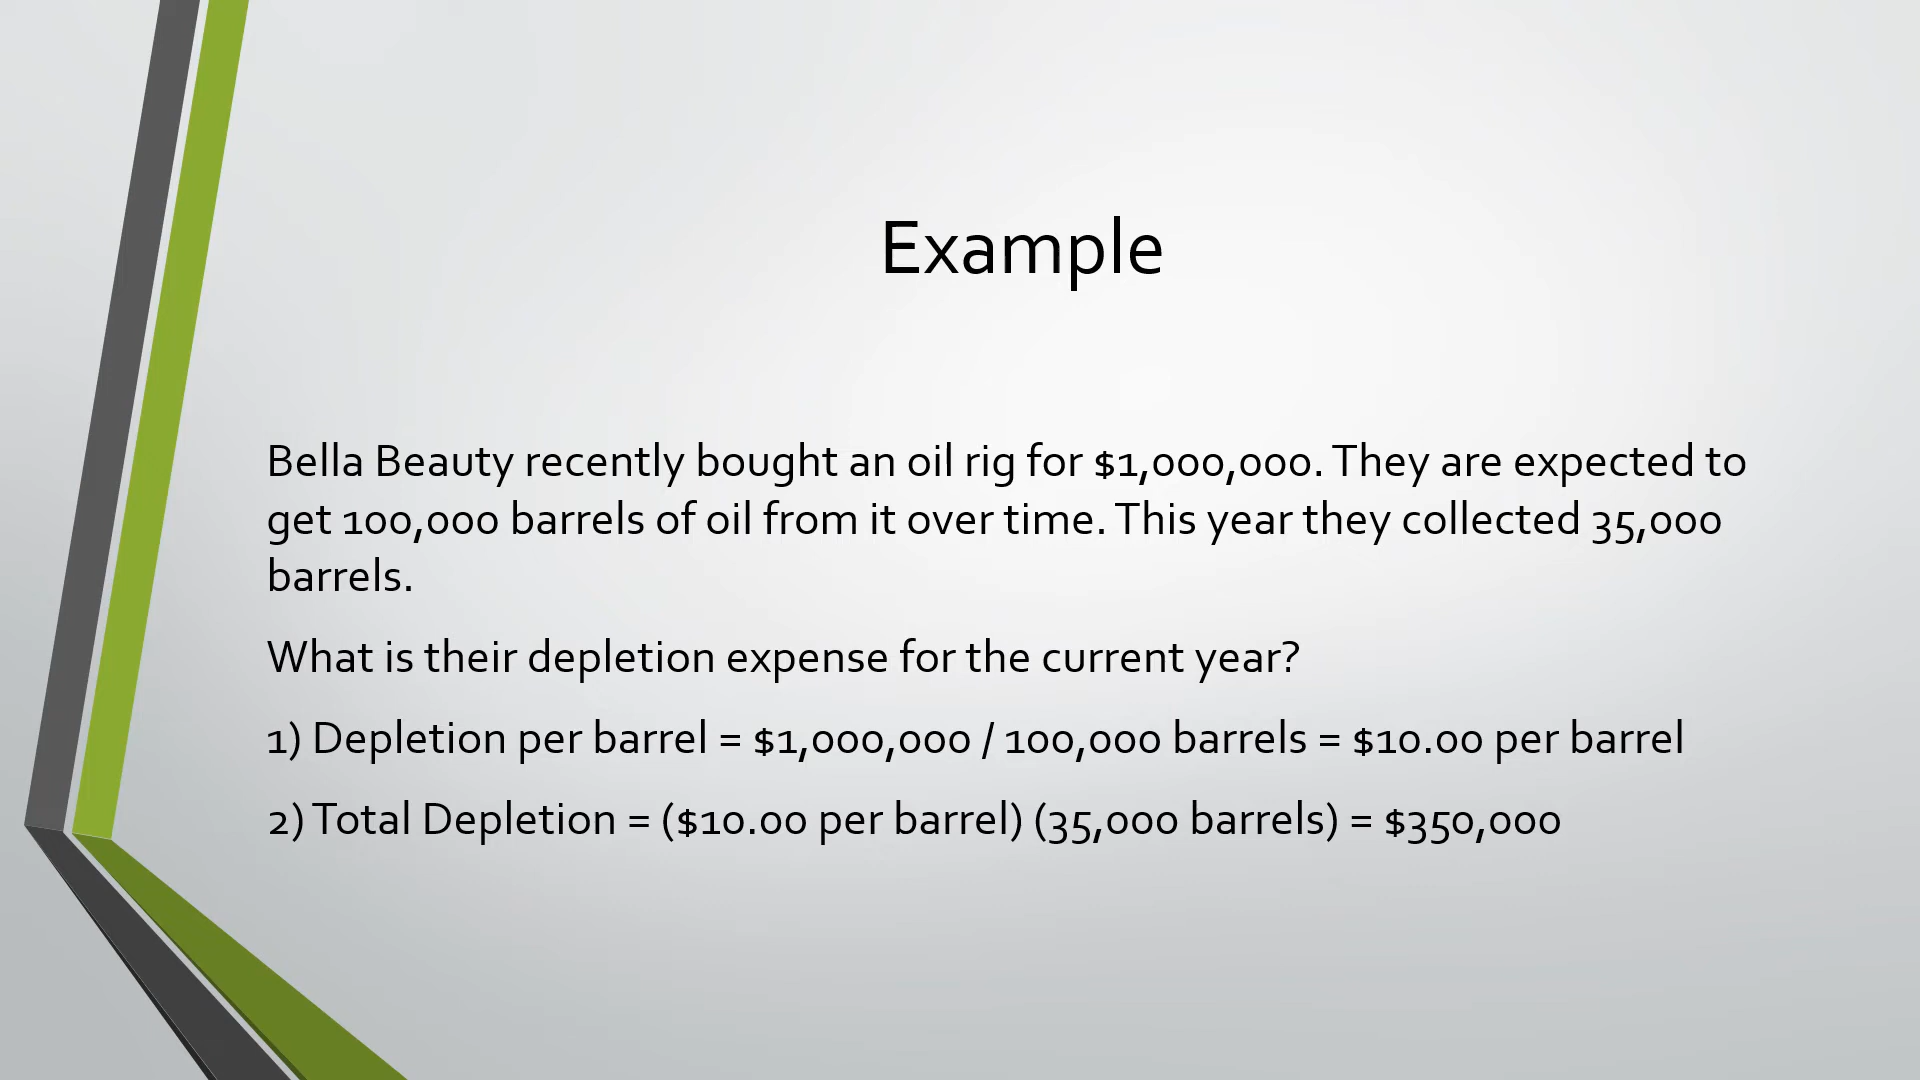 Example
Bella Beauty recently bought an oil rig for $1,000,000. They are expected to
get 100,000 barrels of oil from it over time. This year they collected 35,000
barrels.
What is their depletion expense for the current year?
1) Depletion per barrel = $1,000,000 / 100,000 barrels = $10.00 per barrel
2) Total Depletion = ($10.00 per barrel) (35,000 barrels) = $350,000